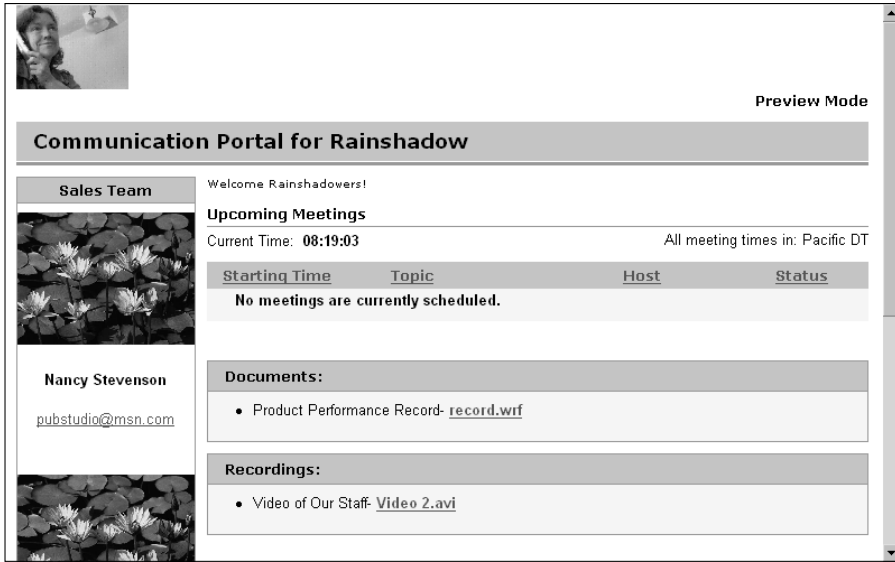 Preview Mode
Communication Portal for Rainshadow
Sales Team
Nancy Stevenson
pubstudio@msn.com
Welcome Rainshadowers!
Upcoming Meetings
Current Time: 08:19:03 All meeting times in: Pacific DT
Starting Time Topic Host Status
No meetings are currently scheduled.
Documents:
• Product Performance Record- record.wrf
Recordings:
• Video of Our Staff- Video 2.avi